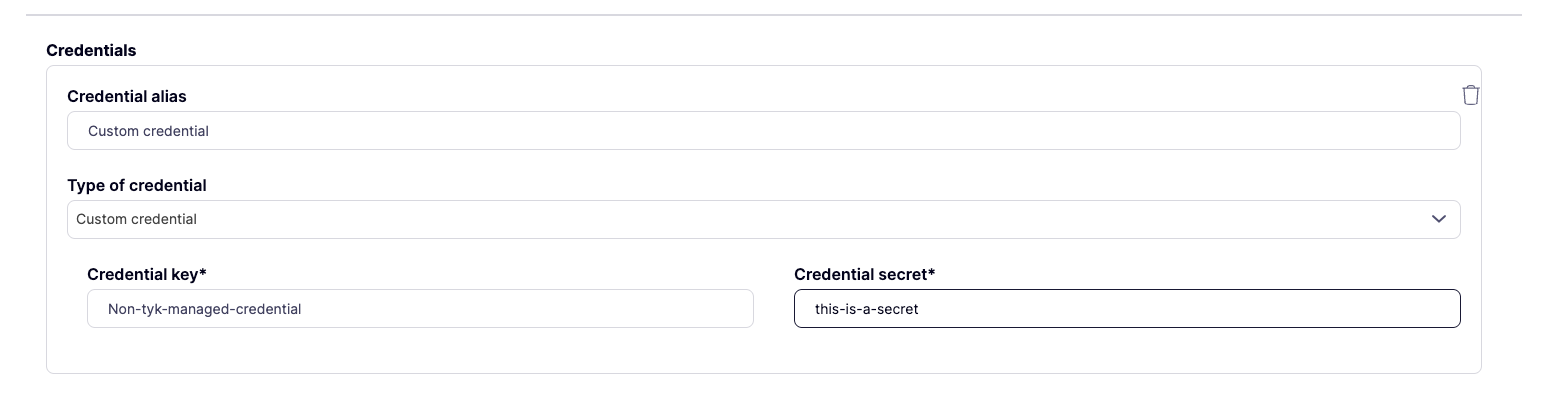 Credentials
Credential alias
Custom credential
Type of credential
Custom credential
Credential key*
Credential secret*
Non-tyk-managed-credential
this-is-a-secret